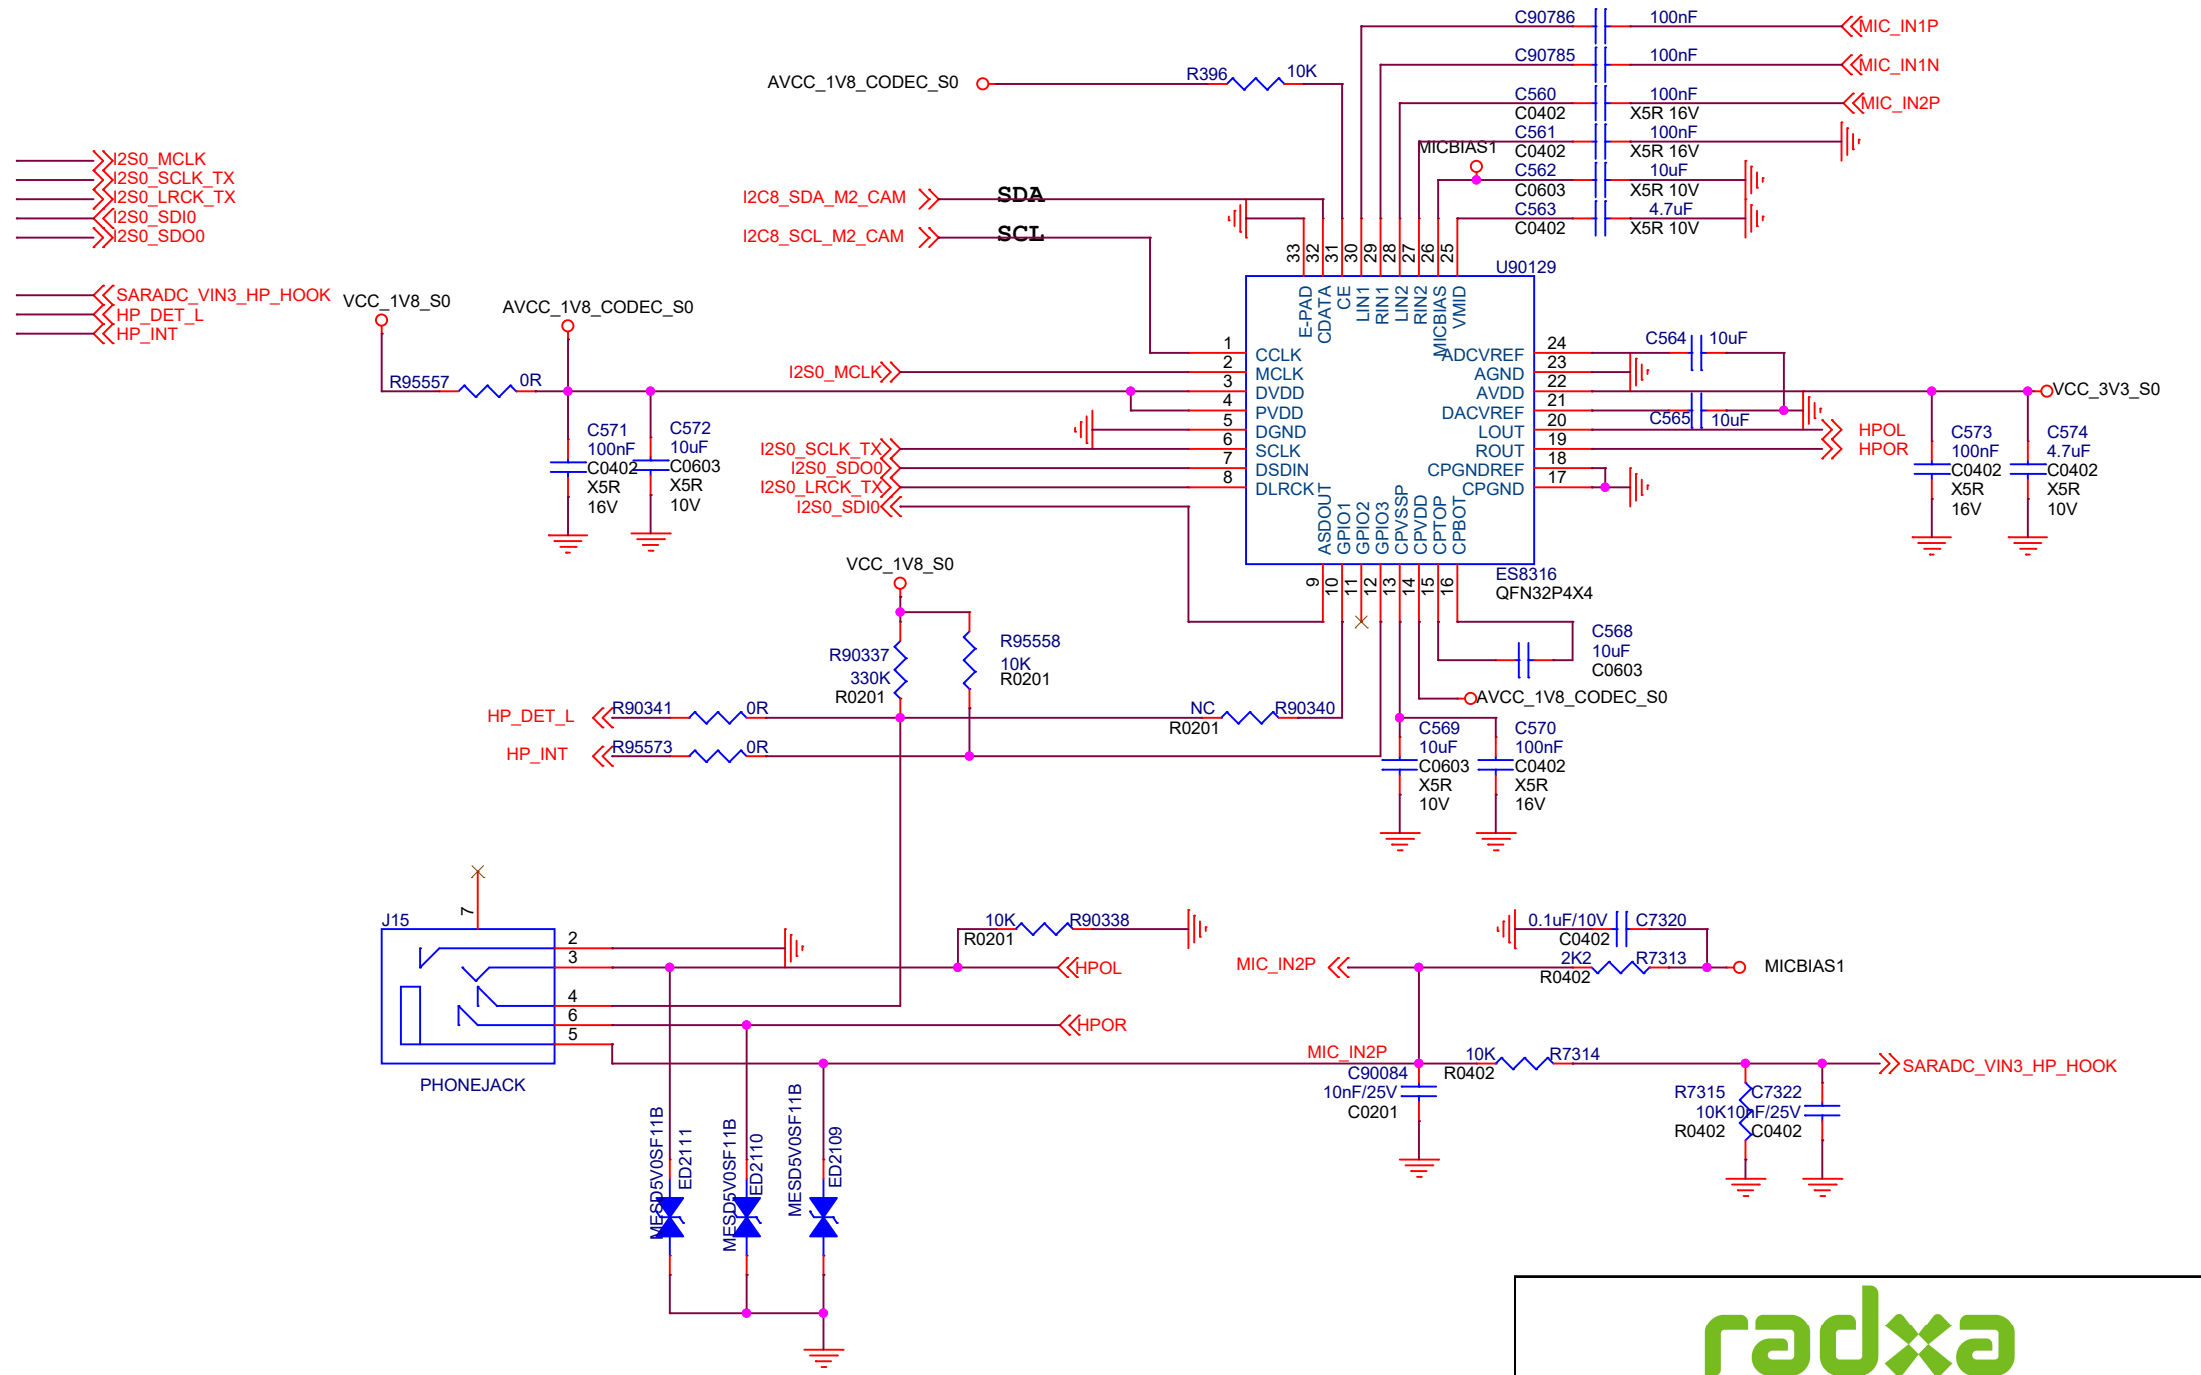 C90786 100nF MIC_IN1P
C90785 100nF MIC_IN1N
AVCC_1V8_CODEC_S0 R396 10K
C560 100nF MIC_IN2P
C0402 X5R 16V
C561 100nF
MICBIAS1 C0402 X5R 16V
C562 10uF
C0603 X5R 10V
C563 4.7uF
C0402 X5R 10V
I2S0_MCLK
I2S0_SCLK_TX
I2S0_LRCK_TX
I2S0_SDI0
I2S0_SDO0
I2C8_SDA_M2_CAM SDA
I2C8_SCL_M2_CAM SCL
SARADC_VIN3_HP_HOOK
HP_DET_L
HP_INT
33 32 31 30 29 28 27 26 25
U90129
E-PAD CDATA CE LIN1 RIN1 LIN2 RIN2 MICBIAS VMID
VCC_1V8_S0 AVCC_1V8_CODEC_S0
R95557 0R
C571
100nF
C0402
X5R
16V
C572
10uF
C0603
X5R
10V
I2S0_MCLK
I2S0_SCLK_TX
I2S0_SDO0
I2S0_LRCK_TX
I2S0_SDI0
1 CCLK
2 MCLK
3 DVDD
4 PVDD
5 DGND
6 SCLK
7 DSDIN
8 DLRCK
ADCVREF 24
AGND 23
AVDD 22
DACVREF 21
LOUT 20
ROUT 19
CPGNDREF 18
CPGND 17
C564 10uF
C565 10uF
VCC_3V3_S0
HPOL
HPOR
C573
100nF
C0402
X5R
16V
C574
4.7uF
C0402
X5R
10V
ASDOUT GPIO1 GPIO2 GPIO3 CPVSSP CPVDD CPTOP CPBOT
9 10 11 12 13 14 15 16
ES8316
QFN32P4X4
VCC_1V8_S0
R90337
330K
R0201
R95558
10K
R0201
C568
10uF
C0603
AVCC_1V8_CODEC_S0
HP_DET_L R90341 0R
NC R90340
R0201
HP_INT R95573 0R
C569
10uF
C0603
X5R
10V
C570
100nF
C0402
X5R
16V
J15
7
2
3
4
6
5
PHONEJACK
10K R90338
R0201
HPOL
HPOR
0.1uF/10V C7320
C0402
MIC_IN2P
2K2 R7313
R0402
MICBIAS1
MIC_IN2P
10K R7314
R0402
C90084
10nF/25V
C0201
SARADC_VIN3_HP_HOOK
R7315
10K
R0402
C7322
10nF/25V
C0402
MESD5V0SF11B
ED2111
MESD5V0SF11B
ED2110
MESD5V0SF11B
ED2109
radxa